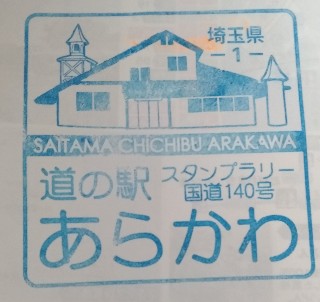 埼玉県
－1－
SAITAMA CHICHIBU ARAKAWA
道の駅
スタンプラリー
国道140号
あらかわ